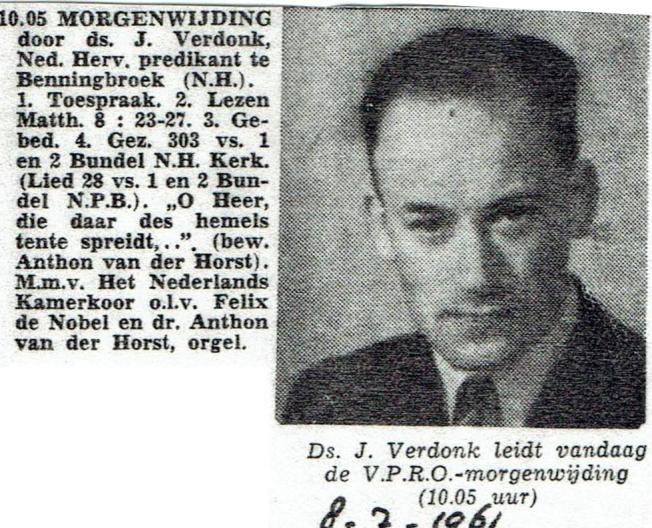 10.05 MORGENWIJDING
door ds. J. Verdonk,
Ned. Herv. predikant te
Benningbroek (N.H.).
1. Toespraak. 2. Lezen
Matth. 8 : 23-27. 3. Ge-
bed. 4. Gez. 303 vs. 1
en 2 Bundel N.H. Kerk.
(Lied 28 vs. 1 en 2 Bun-
del N.P.B.). „O Heer,
die daar des hemels
tente spreidt,..”. (bew.
Anthon van der Horst).
M.m.v. Het Nederlands
Kamerkoor o.l.v. Felix
de Nobel en dr. Anthon
van der Horst, orgel.
Ds. J. Verdonk leidt vandaag
de V.P.R.O.-morgenwijding
(10.05 uur)
8-2-1961